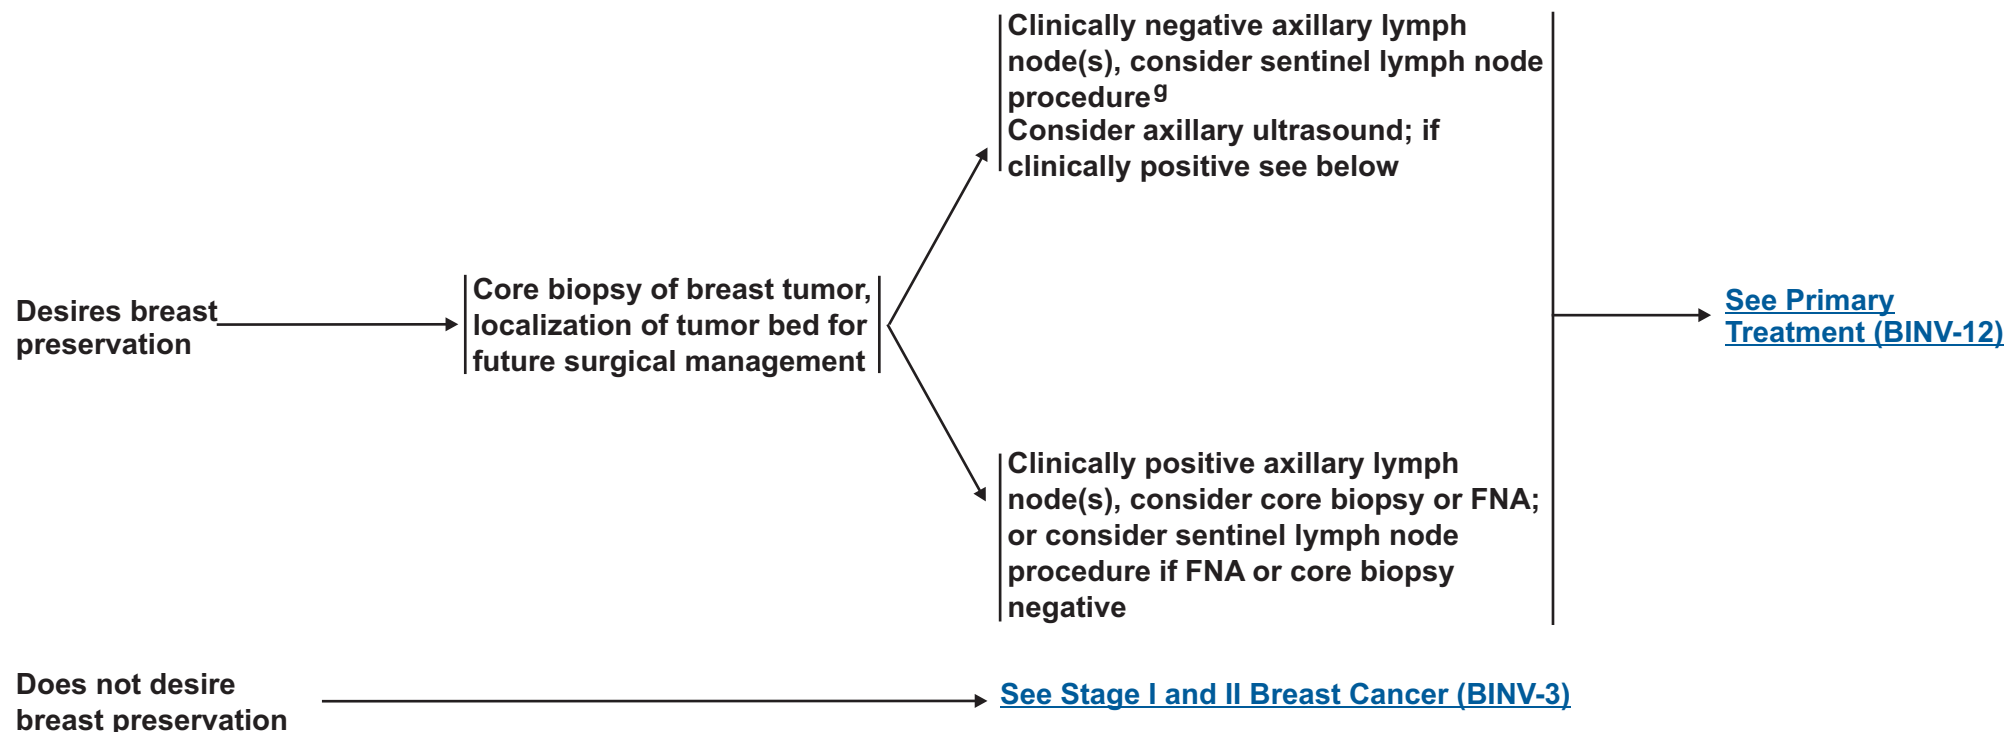 Desires breast
preservation
Core biopsy of breast tumor,
localization of tumor bed for
future surgical management
Clinically negative axillary lymph
node(s), consider sentinel lymph node
procedureg
Consider axillary ultrasound; if
clinically positive see below
Clinically positive axillary lymph
node(s), consider core biopsy or FNA;
or consider sentinel lymph node
procedure if FNA or core biopsy
negative
See Primary
Treatment (BINV-12)
Does not desire
breast preservation
See Stage I and II Breast Cancer (BINV-3)